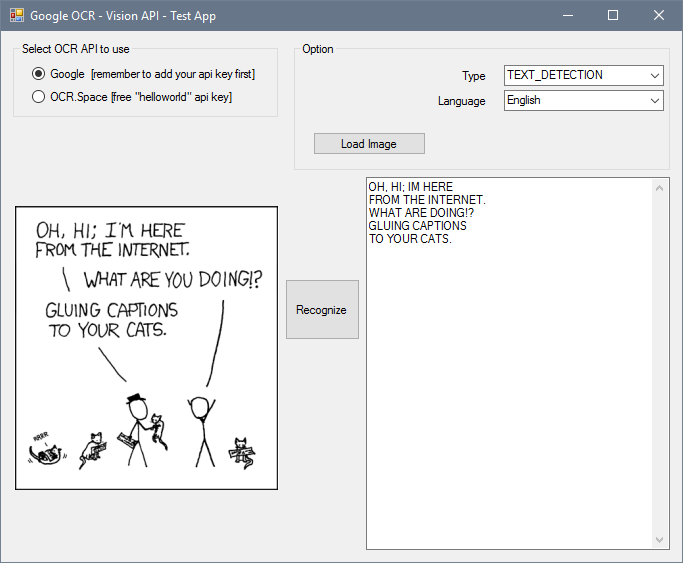 Google OCR - Vision API - Test App
Select OCR API to use
Google [remember to add your api key first]
OCR.Space [free "helloworld" api key]
Option
Type
TEXT_DETECTION
Language
English
Load Image
OH, HI; I'M HERE
FROM THE INTERNET.
WHAT ARE YOU DOING!?
GLUING CAPTIONS
TO YOUR CATS.
RRRR
Recognize
OH, HI; IM HERE
FROM THE INTERNET.
WHAT ARE DOING!?
GLUING CAPTIONS
TO YOUR CATS.